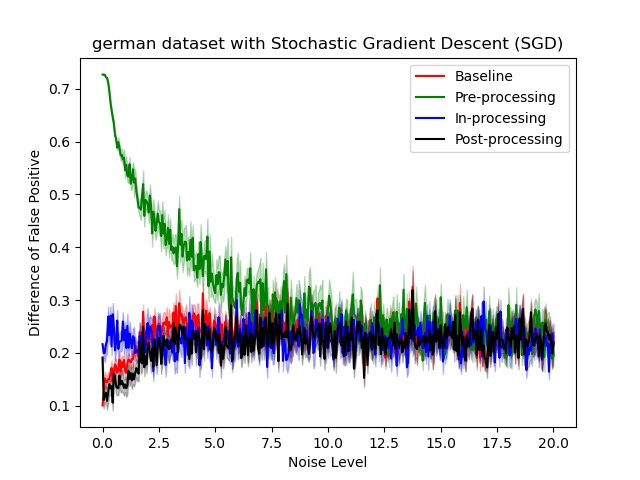 german dataset with Stochastic Gradient Descent (SGD)
Baseline
Pre-processing
In-processing
Post-processing
Difference of False Positive
0.7
0.6
0.5
0.4
0.3
0.2
0.1
0.0
2.5
5.0
7.5
10.0
12.5
15.0
17.5
20.0
Noise Level